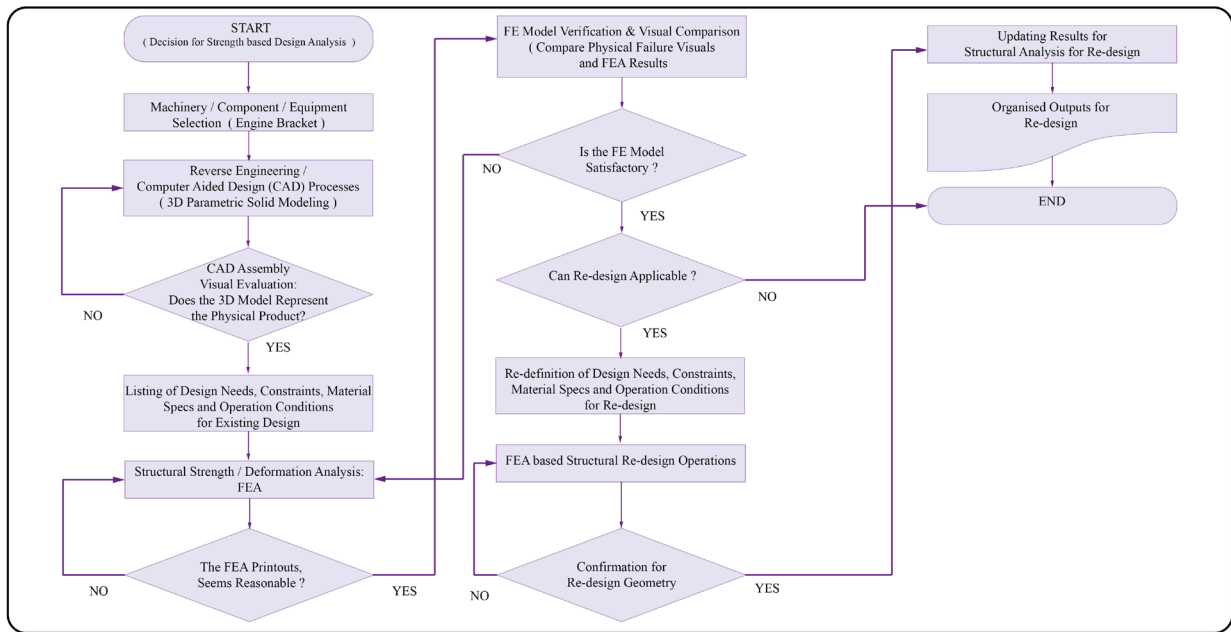 START
( Decision for Strength based Design Analysis )
Machinery / Component / Equipment
Selection ( Engine Bracket )
Reverse Engineering /
Computer Aided Design (CAD) Processes
( 3D Parametric Solid Modeling )
CAD Assembly
Visual Evaluation:
Does the 3D Model Represent
the Physical Product?
NO
YES
Listing of Design Needs, Constraints, Material
Specs and Operation Conditions
for Existing Design
Structural Strength / Deformation Analysis:
FEA
The FEA Printouts,
Seems Reasonable ?
NO
YES
FE Model Verification & Visual Comparison
( Compare Physical Failure Visuals
and FEA Results
Is the FE Model
Satisfactory ?
NO
YES
Can Re-design Applicable ?
NO
YES
Re-definition of Design Needs, Constraints,
Material Specs and Operation Conditions
for Re-design
FEA based Structural Re-design Operations
Confirmation for
Re-design Geometry
NO
YES
Updating Results for
Structural Analysis for Re-design
Organised Outputs for
Re-design
END